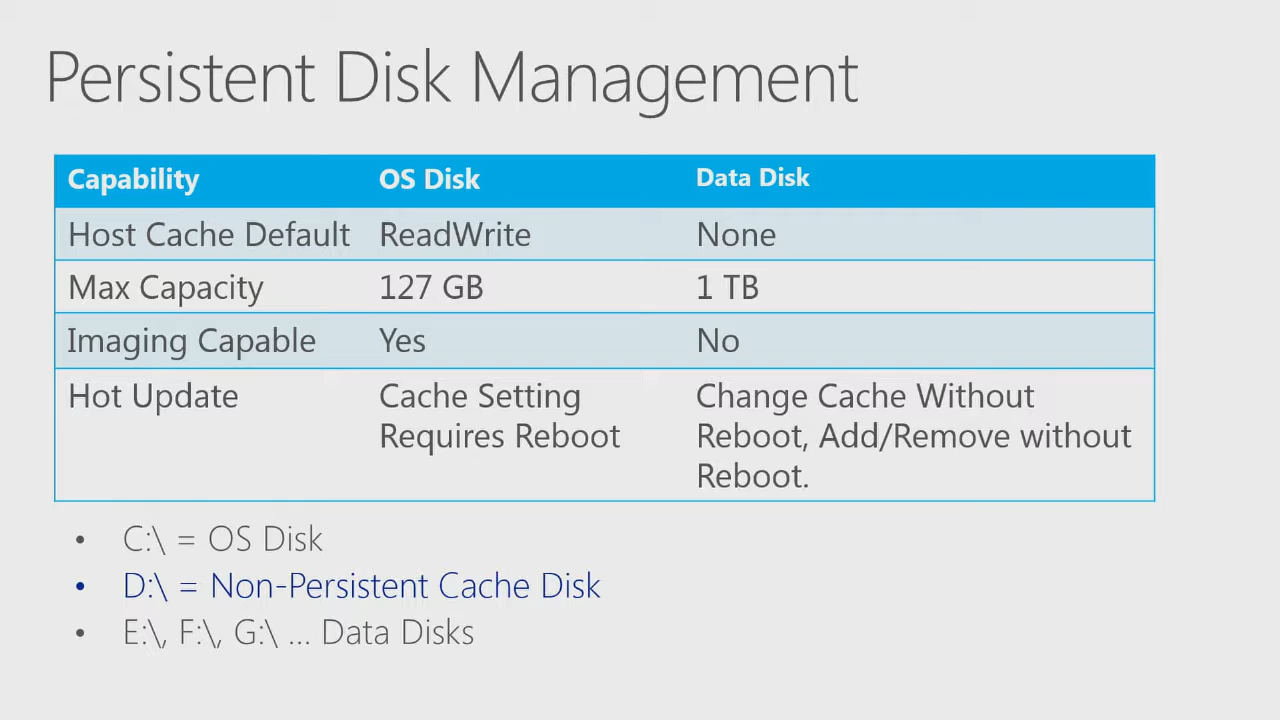 Persistent Disk Management
Capability OS Disk Data Disk
Host Cache Default ReadWrite None
Max Capacity 127 GB 1 TB
Imaging Capable Yes No
Hot Update Cache Setting Change Cache Without
Requires Reboot Reboot, Add/Remove without
Reboot.
• C:\ = OS Disk
• D:\ = Non-Persistent Cache Disk
• E:\, F:\, G:\ ... Data Disks